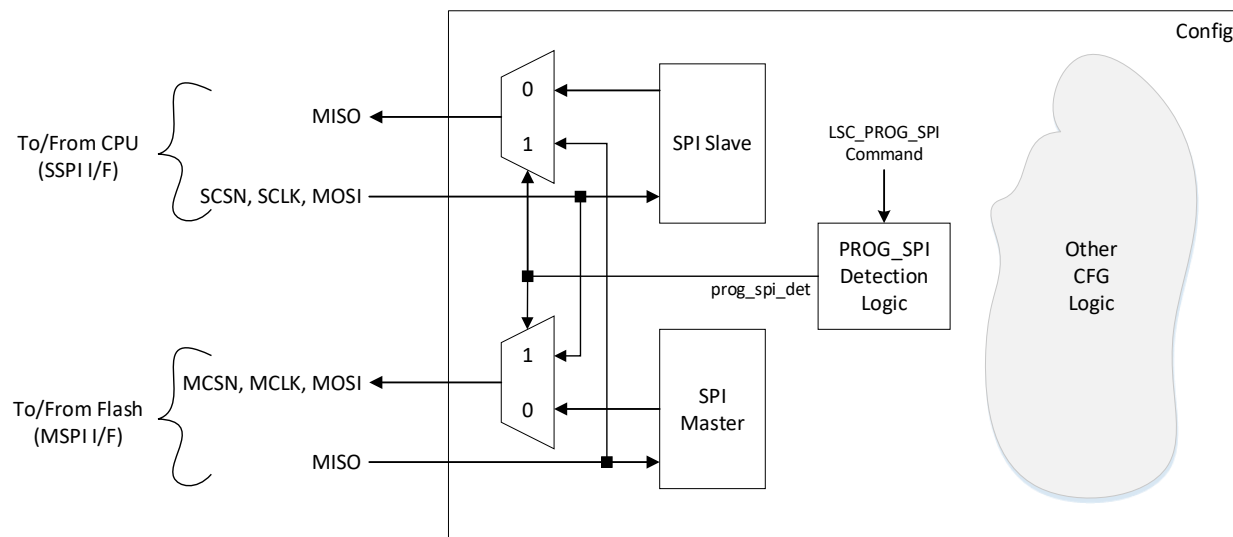 Config
0
MISO
1
To/From CPU
(SSPI I/F)
SCSN, SCLK, MOSI
SPI Slave
LSC_PROG_SPI
Command
PROG_SPI
Detection
Logic
prog_spi_det
Other
CFG
Logic
1
MCSN, MCLK, MOSI
0
To/From Flash
(MSPI I/F)
MISO
SPI
Master